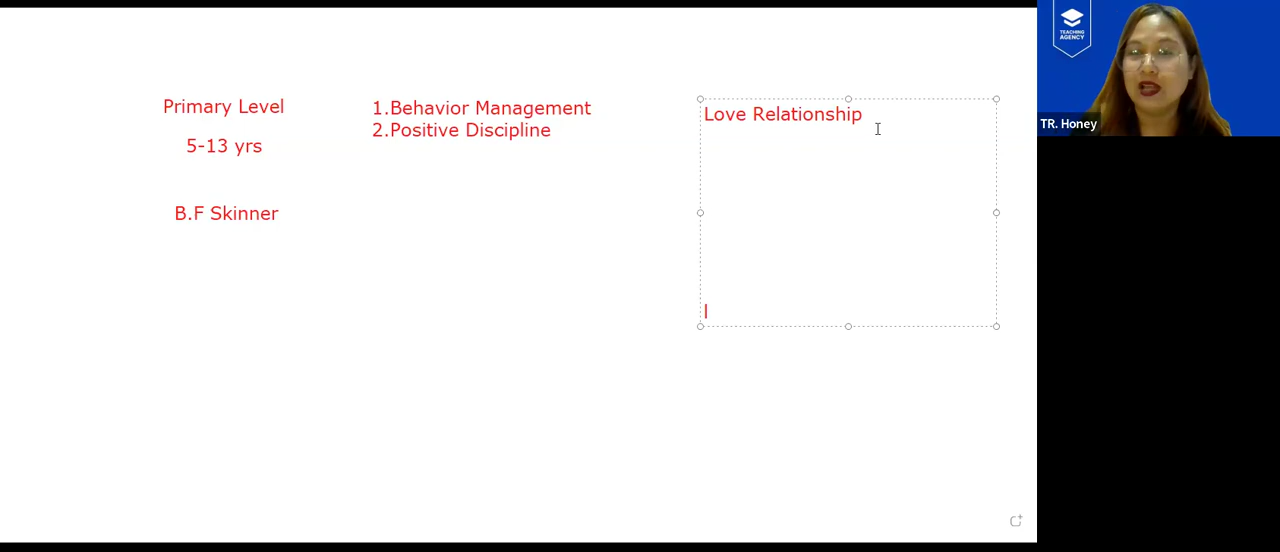 Primary Level
5-13 yrs
B.F Skinner
1.Behavior Management
2.Positive Discipline
Love Relationship
TEACHING
AGENCY
TR. Honey